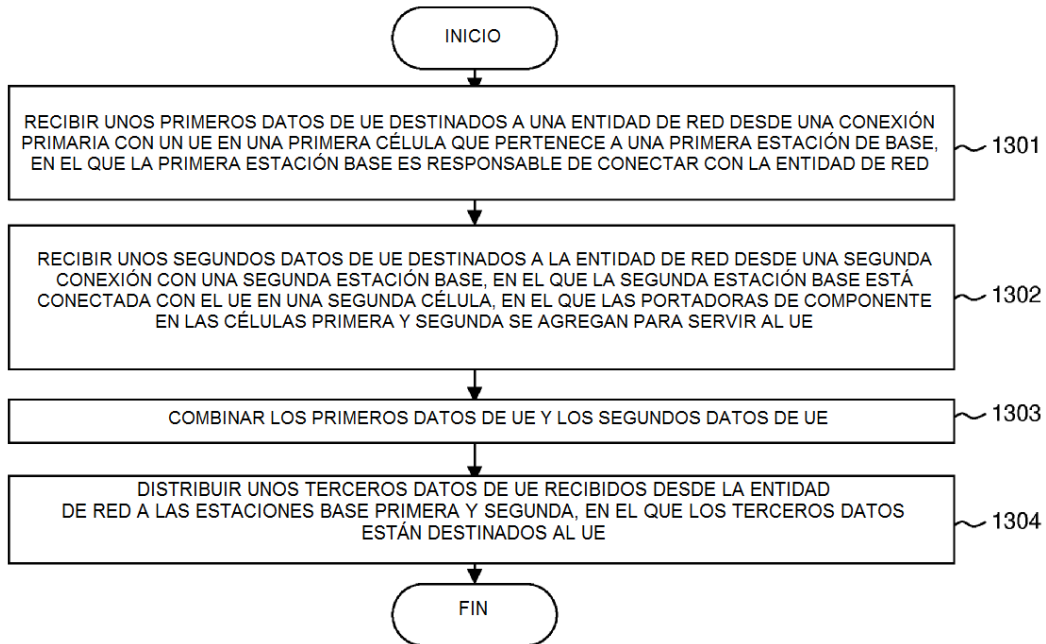 INICIO
RECIBIR UNOS PRIMEROS DATOS DE UE DESTINADOS A UNA ENTIDAD DE RED DESDE UNA CONEXIÓN
PRIMARIA CON UN UE EN UNA PRIMERA CÉLULA QUE PERTENECE A UNA PRIMERA ESTACIÓN DE BASE,
EN EL QUE LA PRIMERA ESTACIÓN BASE ES RESPONSABLE DE CONECTAR CON LA ENTIDAD DE RED
1301
RECIBIR UNOS SEGUNDOS DATOS DE UE DESTINADOS A LA ENTIDAD DE RED DESDE UNA SEGUNDA
CONEXIÓN CON UNA SEGUNDA ESTACIÓN BASE, EN EL QUE LA SEGUNDA ESTACIÓN BASE ESTÁ
CONECTADA CON EL UE EN UNA SEGUNDA CÉLULA, EN EL QUE LAS PORTADORAS DE COMPONENTE
EN LAS CÉLULAS PRIMERA Y SEGUNDA SE AGREGAN PARA SERVIR AL UE
1302
COMBINAR LOS PRIMEROS DATOS DE UE Y LOS SEGUNDOS DATOS DE UE
1303
DISTRIBUIR UNOS TERCEROS DATOS DE UE RECIBIDOS DESDE LA ENTIDAD
DE RED A LAS ESTACIONES BASE PRIMERA Y SEGUNDA, EN EL QUE LOS TERCEROS DATOS
ESTÁN DESTINADOS AL UE
1304
FIN